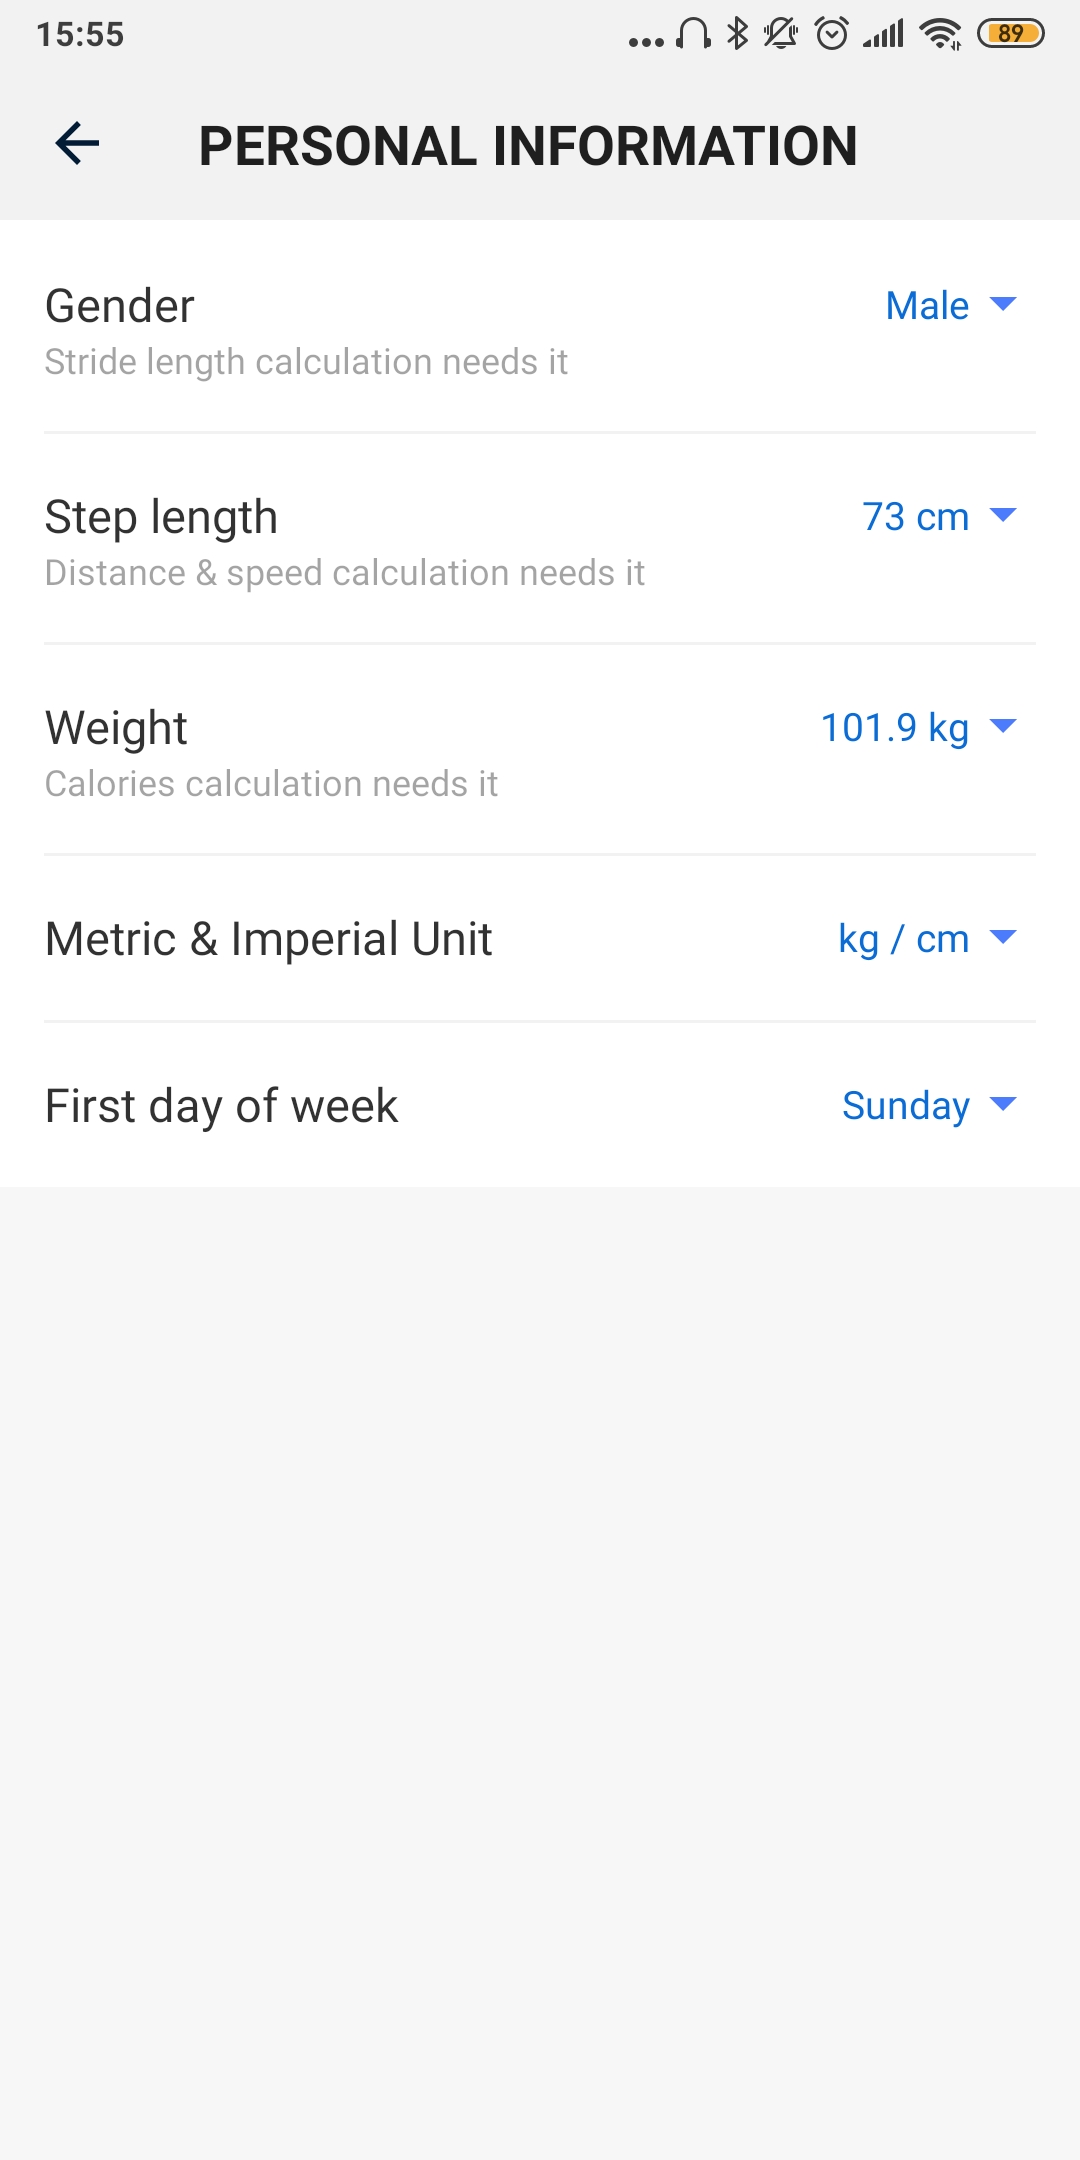 15:55
89
PERSONAL INFORMATION
Gender
Male
Stride length calculation needs it
Step length
73 cm
Distance & speed calculation needs it
Weight
101.9 kg
Calories calculation needs it
Metric & Imperial Unit
kg / cm
First day of week
Sunday